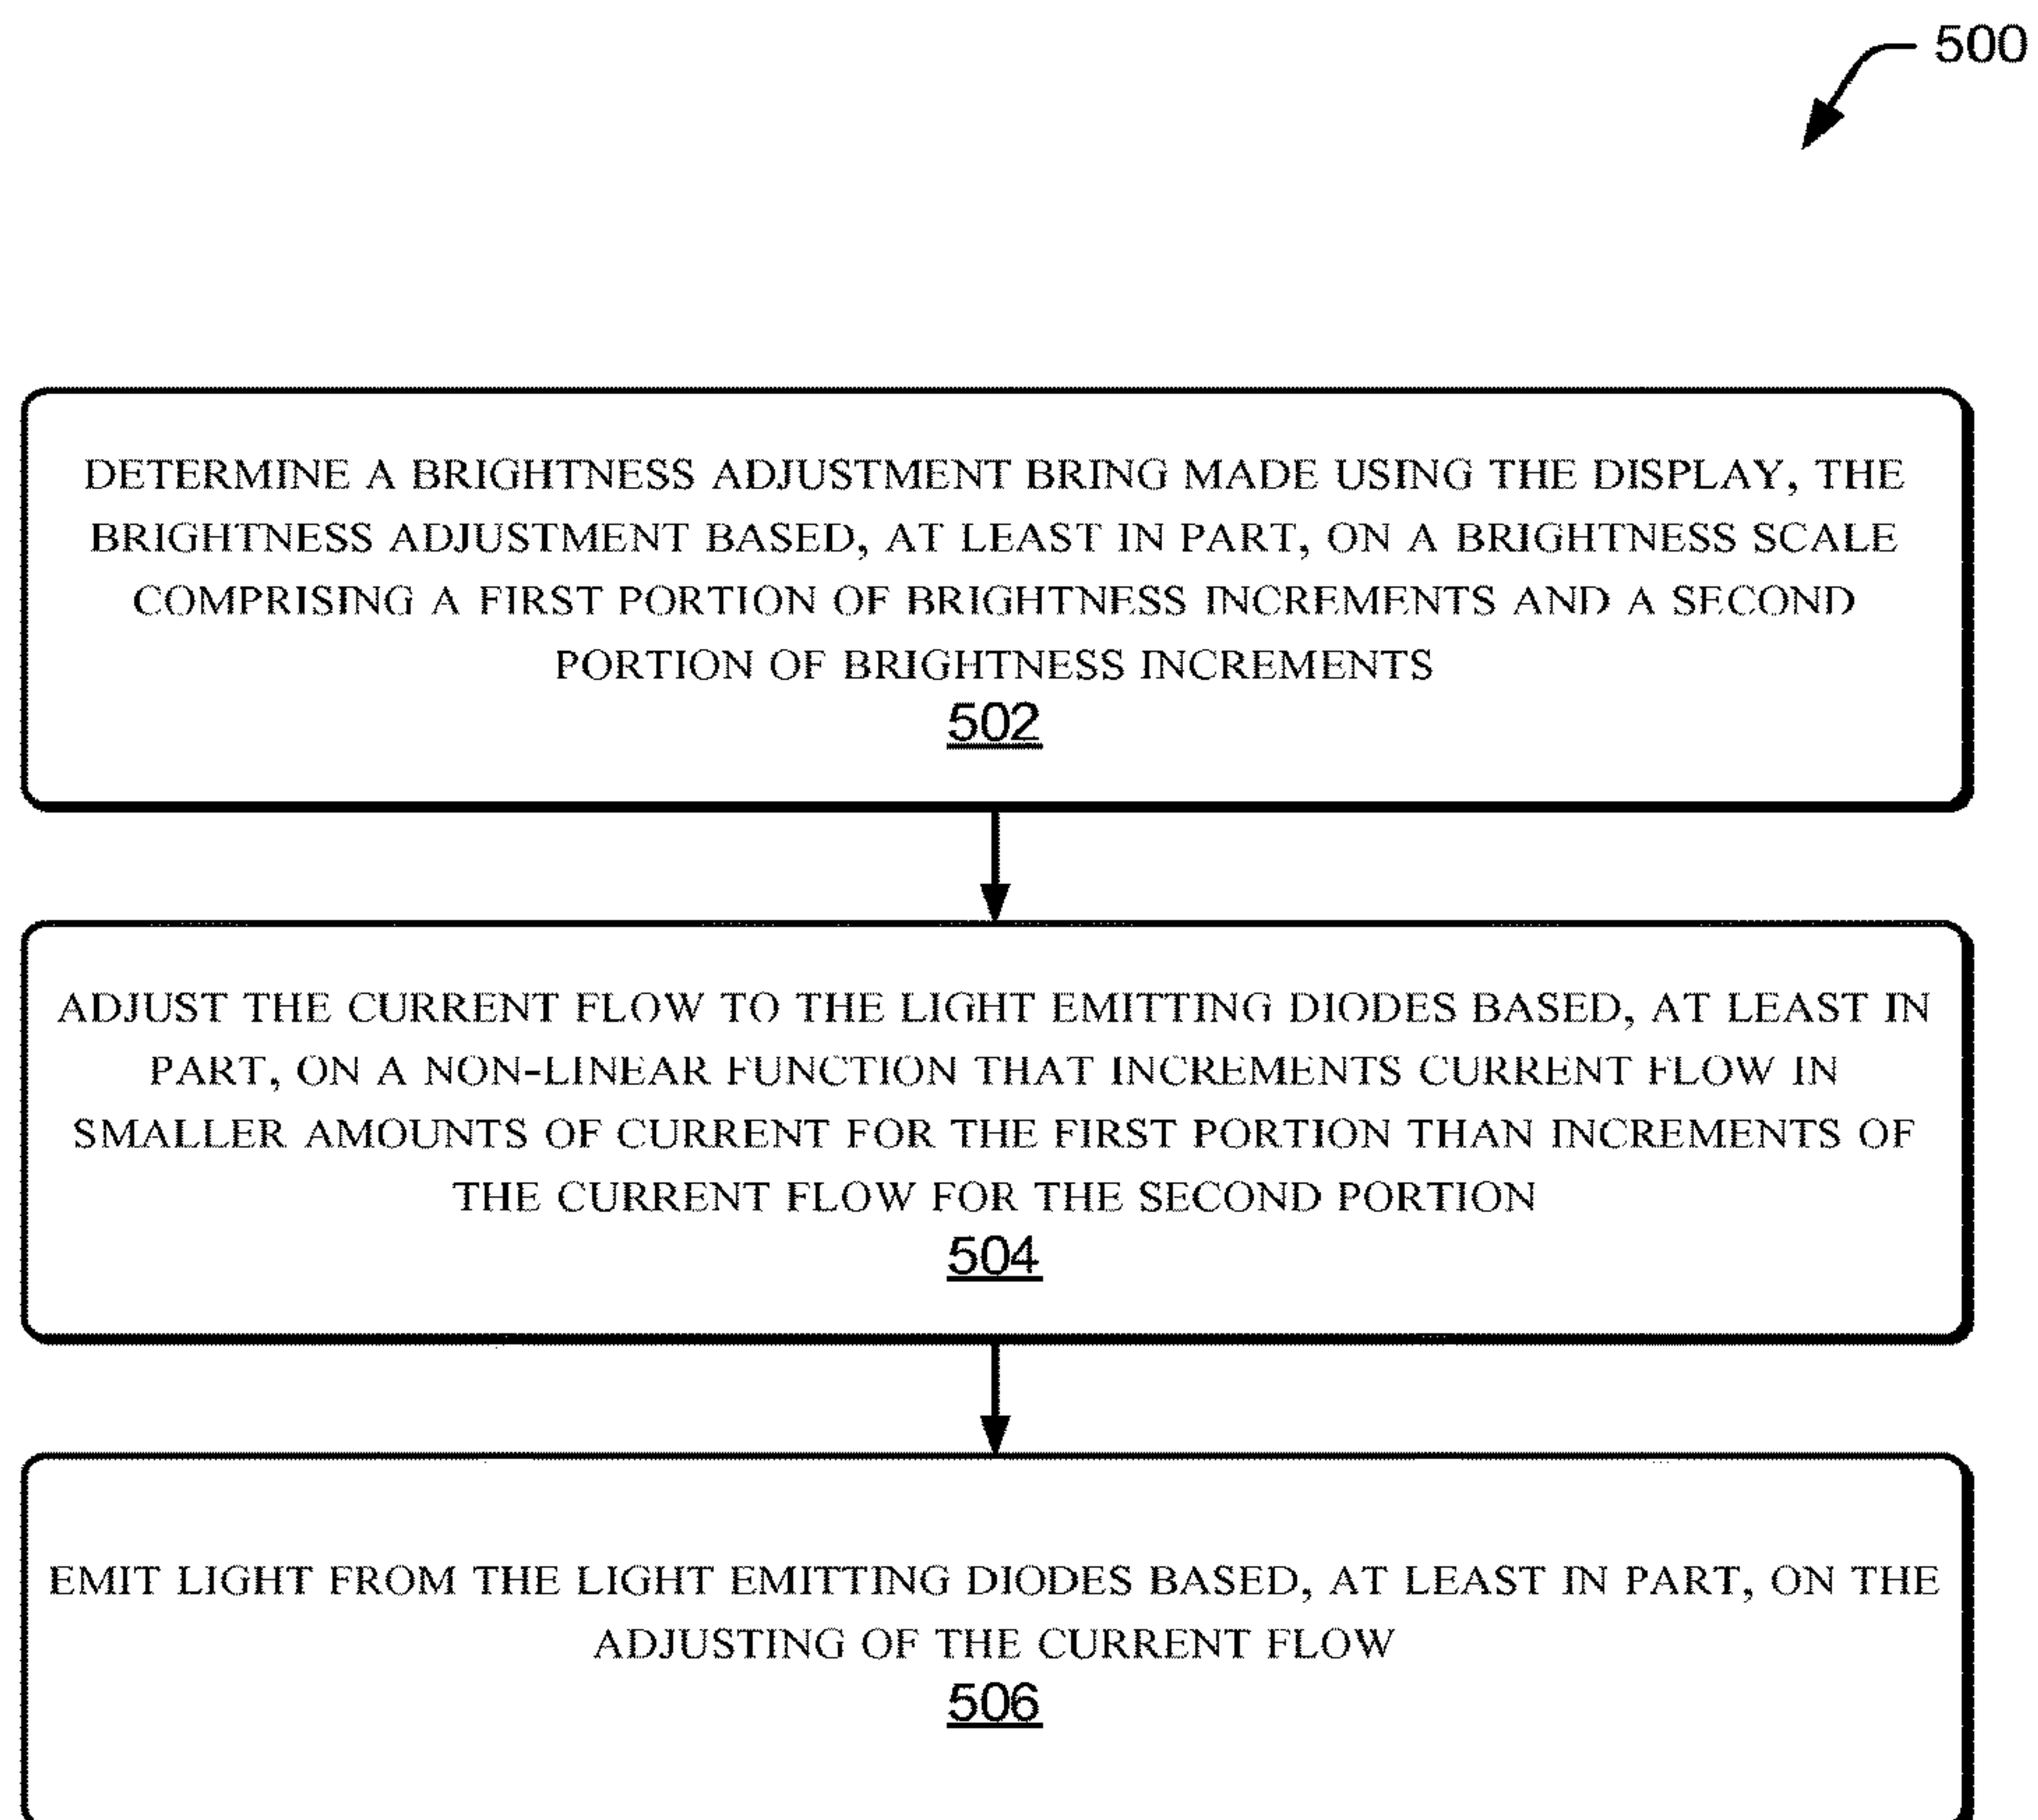 500
DETERMINE A BRIGHTNESS ADJUSTMENT BRING MADE USING THE DISPLAY, THE
BRIGHTNESS ADJUSTMENT BASED, AT LEAST IN PART, ON A BRIGHTNESS SCALE
COMPRISING A FIRST PORTION OF BRIGHTNESS INCREMENTS AND A SECOND
PORTION OF BRIGHTNESS INCREMENTS
502
ADJUST THE CURRENT FLOW TO THE LIGHT EMITTING DIODES BASED, AT LEAST IN
PART, ON A NON-LINEAR FUNCTION THAT INCREMENTS CURRENT FLOW IN
SMALLER AMOUNTS OF CURRENT FOR THE FIRST PORTION THAN INCREMENTS OF
THE CURRENT FLOW FOR THE SECOND PORTION
504
EMIT LIGHT FROM THE LIGHT EMITTING DIODES BASED, AT LEAST IN PART, ON THE
ADJUSTING OF THE CURRENT FLOW
506